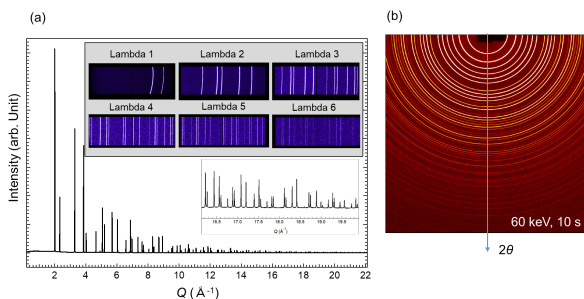 (a)
(b)
Lambda 1 Lambda 2 Lambda 3
Lambda 4 Lambda 5 Lambda 6
Intensity (arb. Unit)
16.5 17.0 17.5 18.0 18.5 19.0 19.5
Q (Å⁻¹)
0 2 4 6 8 10 12 14 16 18 20 22
Q (Å⁻¹)
60 keV, 10 s
2θ